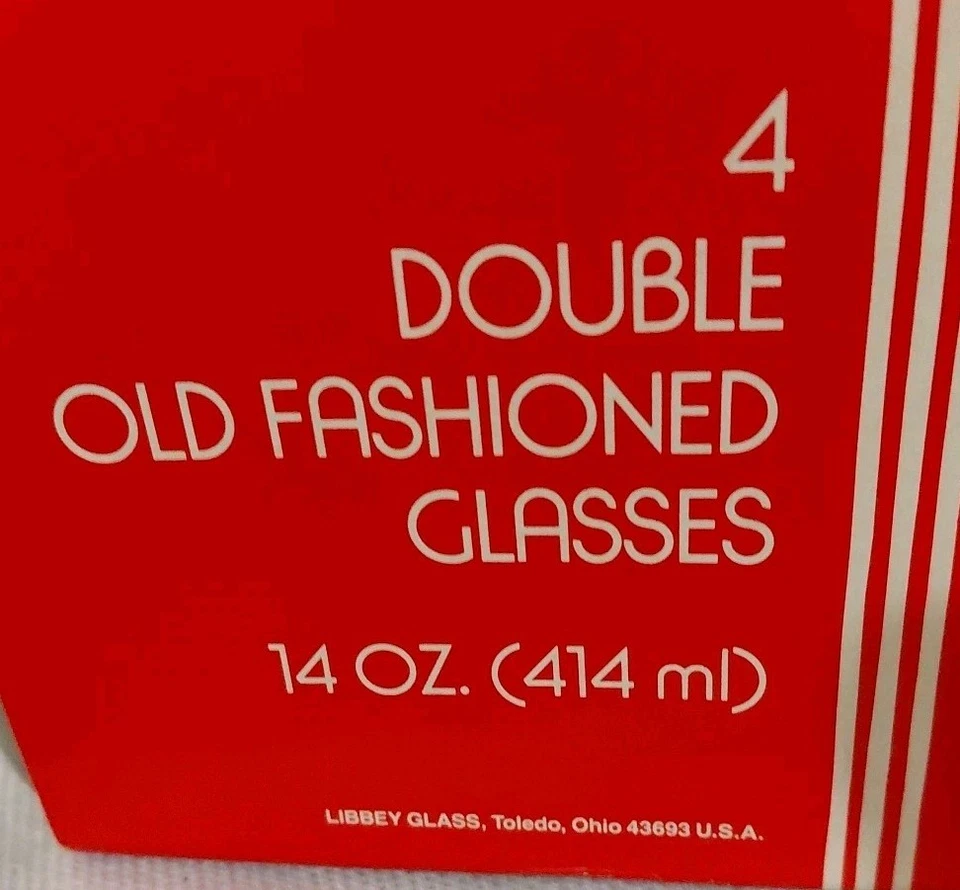 4
DOUBLE
OLD FASHIONED
GLASSES
14 OZ. (414 ml)
LIBBEY GLASS, Toledo, Ohio 43693 U.S.A.